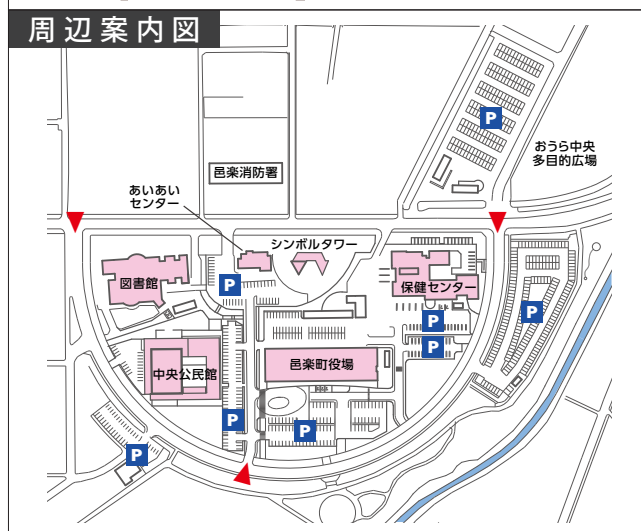 周辺案内図
P
おうら中央
多目的広場
邑楽消防署
あいあい
センター
シンボルタワー
図書館
P
保健センター
P
P
P
中央公民館
邑楽町役場
P
P
P